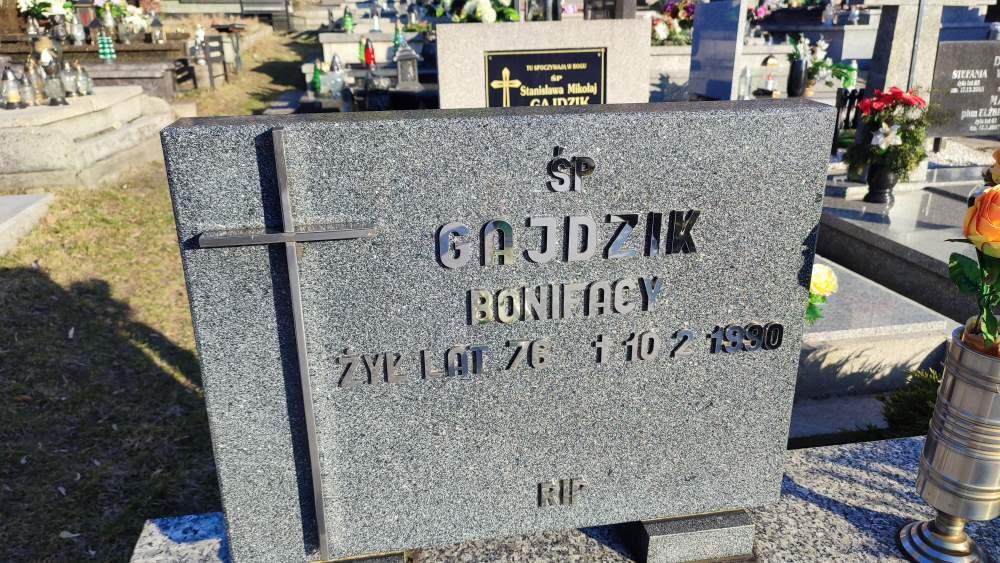 TU SPOCZYWAJĄ W BOGU
ŚP
Stanisława Mikołaj
GAJDZIK
STEFANIA
ŚP
GAJDZIK
BONIFACY
ŻYŁ LAT 76 † 10 2 1990
RIP